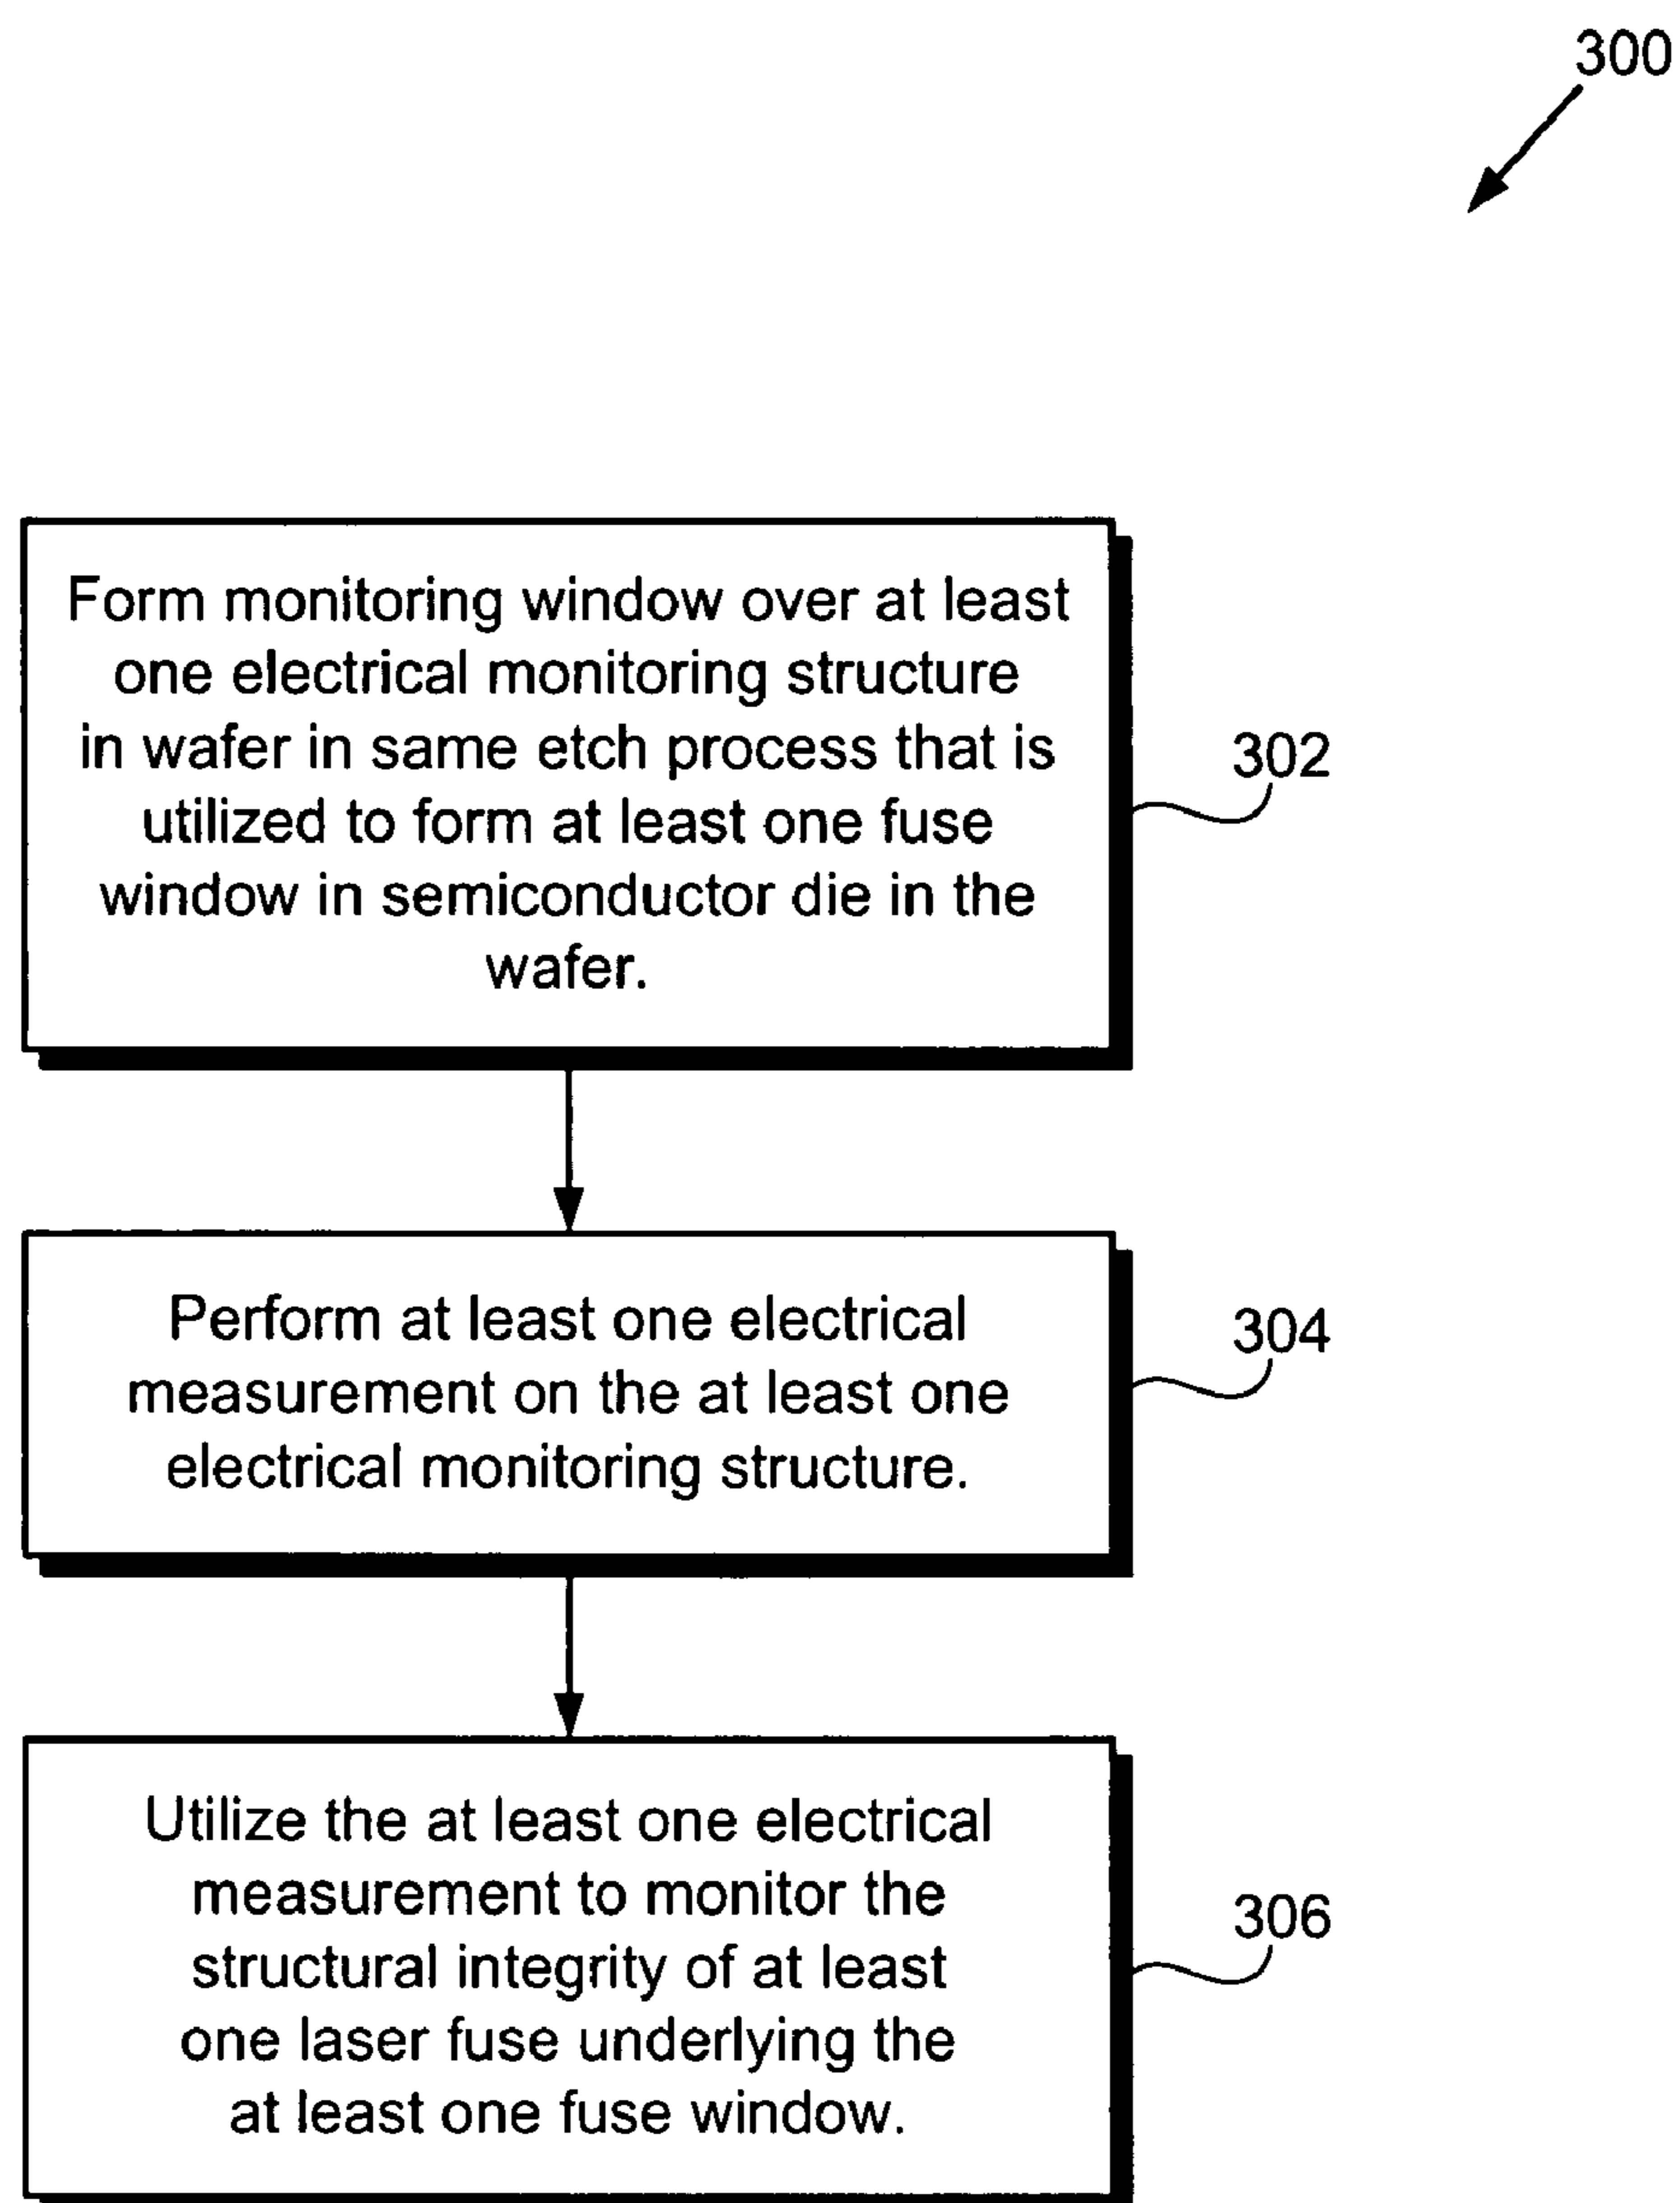 300
Form monitoring window over at least
one electrical monitoring structure
in wafer in same etch process that is
utilized to form at least one fuse
window in semiconductor die in the
wafer.
302
Perform at least one electrical
measurement on the at least one
electrical monitoring structure.
304
Utilize the at least one electrical
measurement to monitor the
structural integrity of at least
one laser fuse underlying the
at least one fuse window.
306